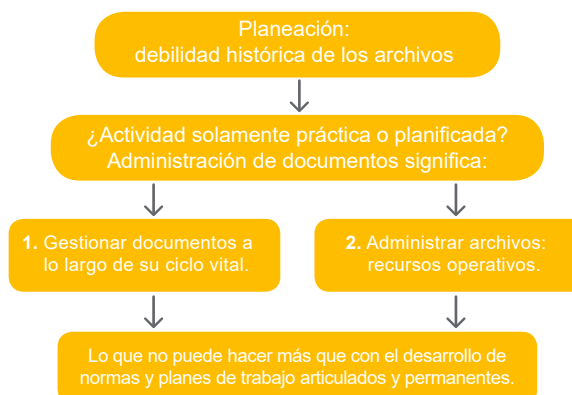 Planeación:
debilidad histórica de los archivos
¿Actividad solamente práctica o planificada?
Administración de documentos significa:
1. Gestionar documentos a
lo largo de su ciclo vital.
2. Administrar archivos:
recursos operativos.
Lo que no puede hacer más que con el desarrollo de
normas y planes de trabajo articulados y permanentes.